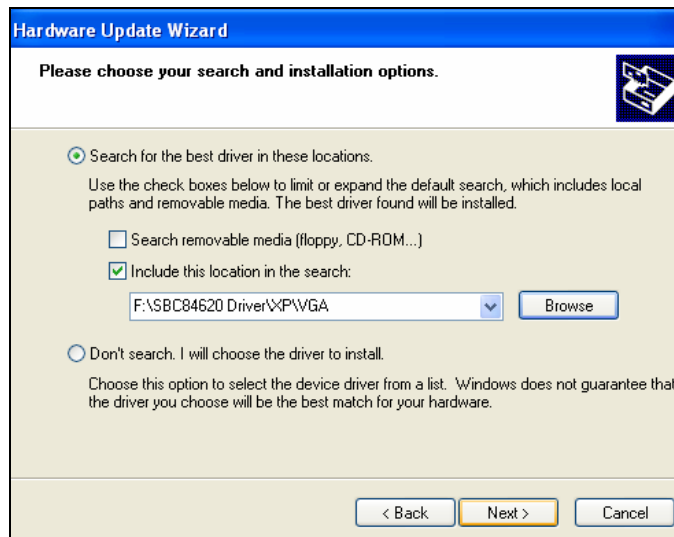 Hardware Update Wizard
Please choose your search and installation options.
Search for the best driver in these locations.
Use the check boxes below to limit or expand the default search, which includes local
paths and removable media. The best driver found will be installed.
Search removable media (floppy, CD-ROM...)
Include this location in the search:
F:\SBC84620 Driver\XP\VGA
Browse
Don't search. I will choose the driver to install.
Choose this option to select the device driver from a list. Windows does not guarantee that
the driver you choose will be the best match for your hardware.
< Back
Next >
Cancel